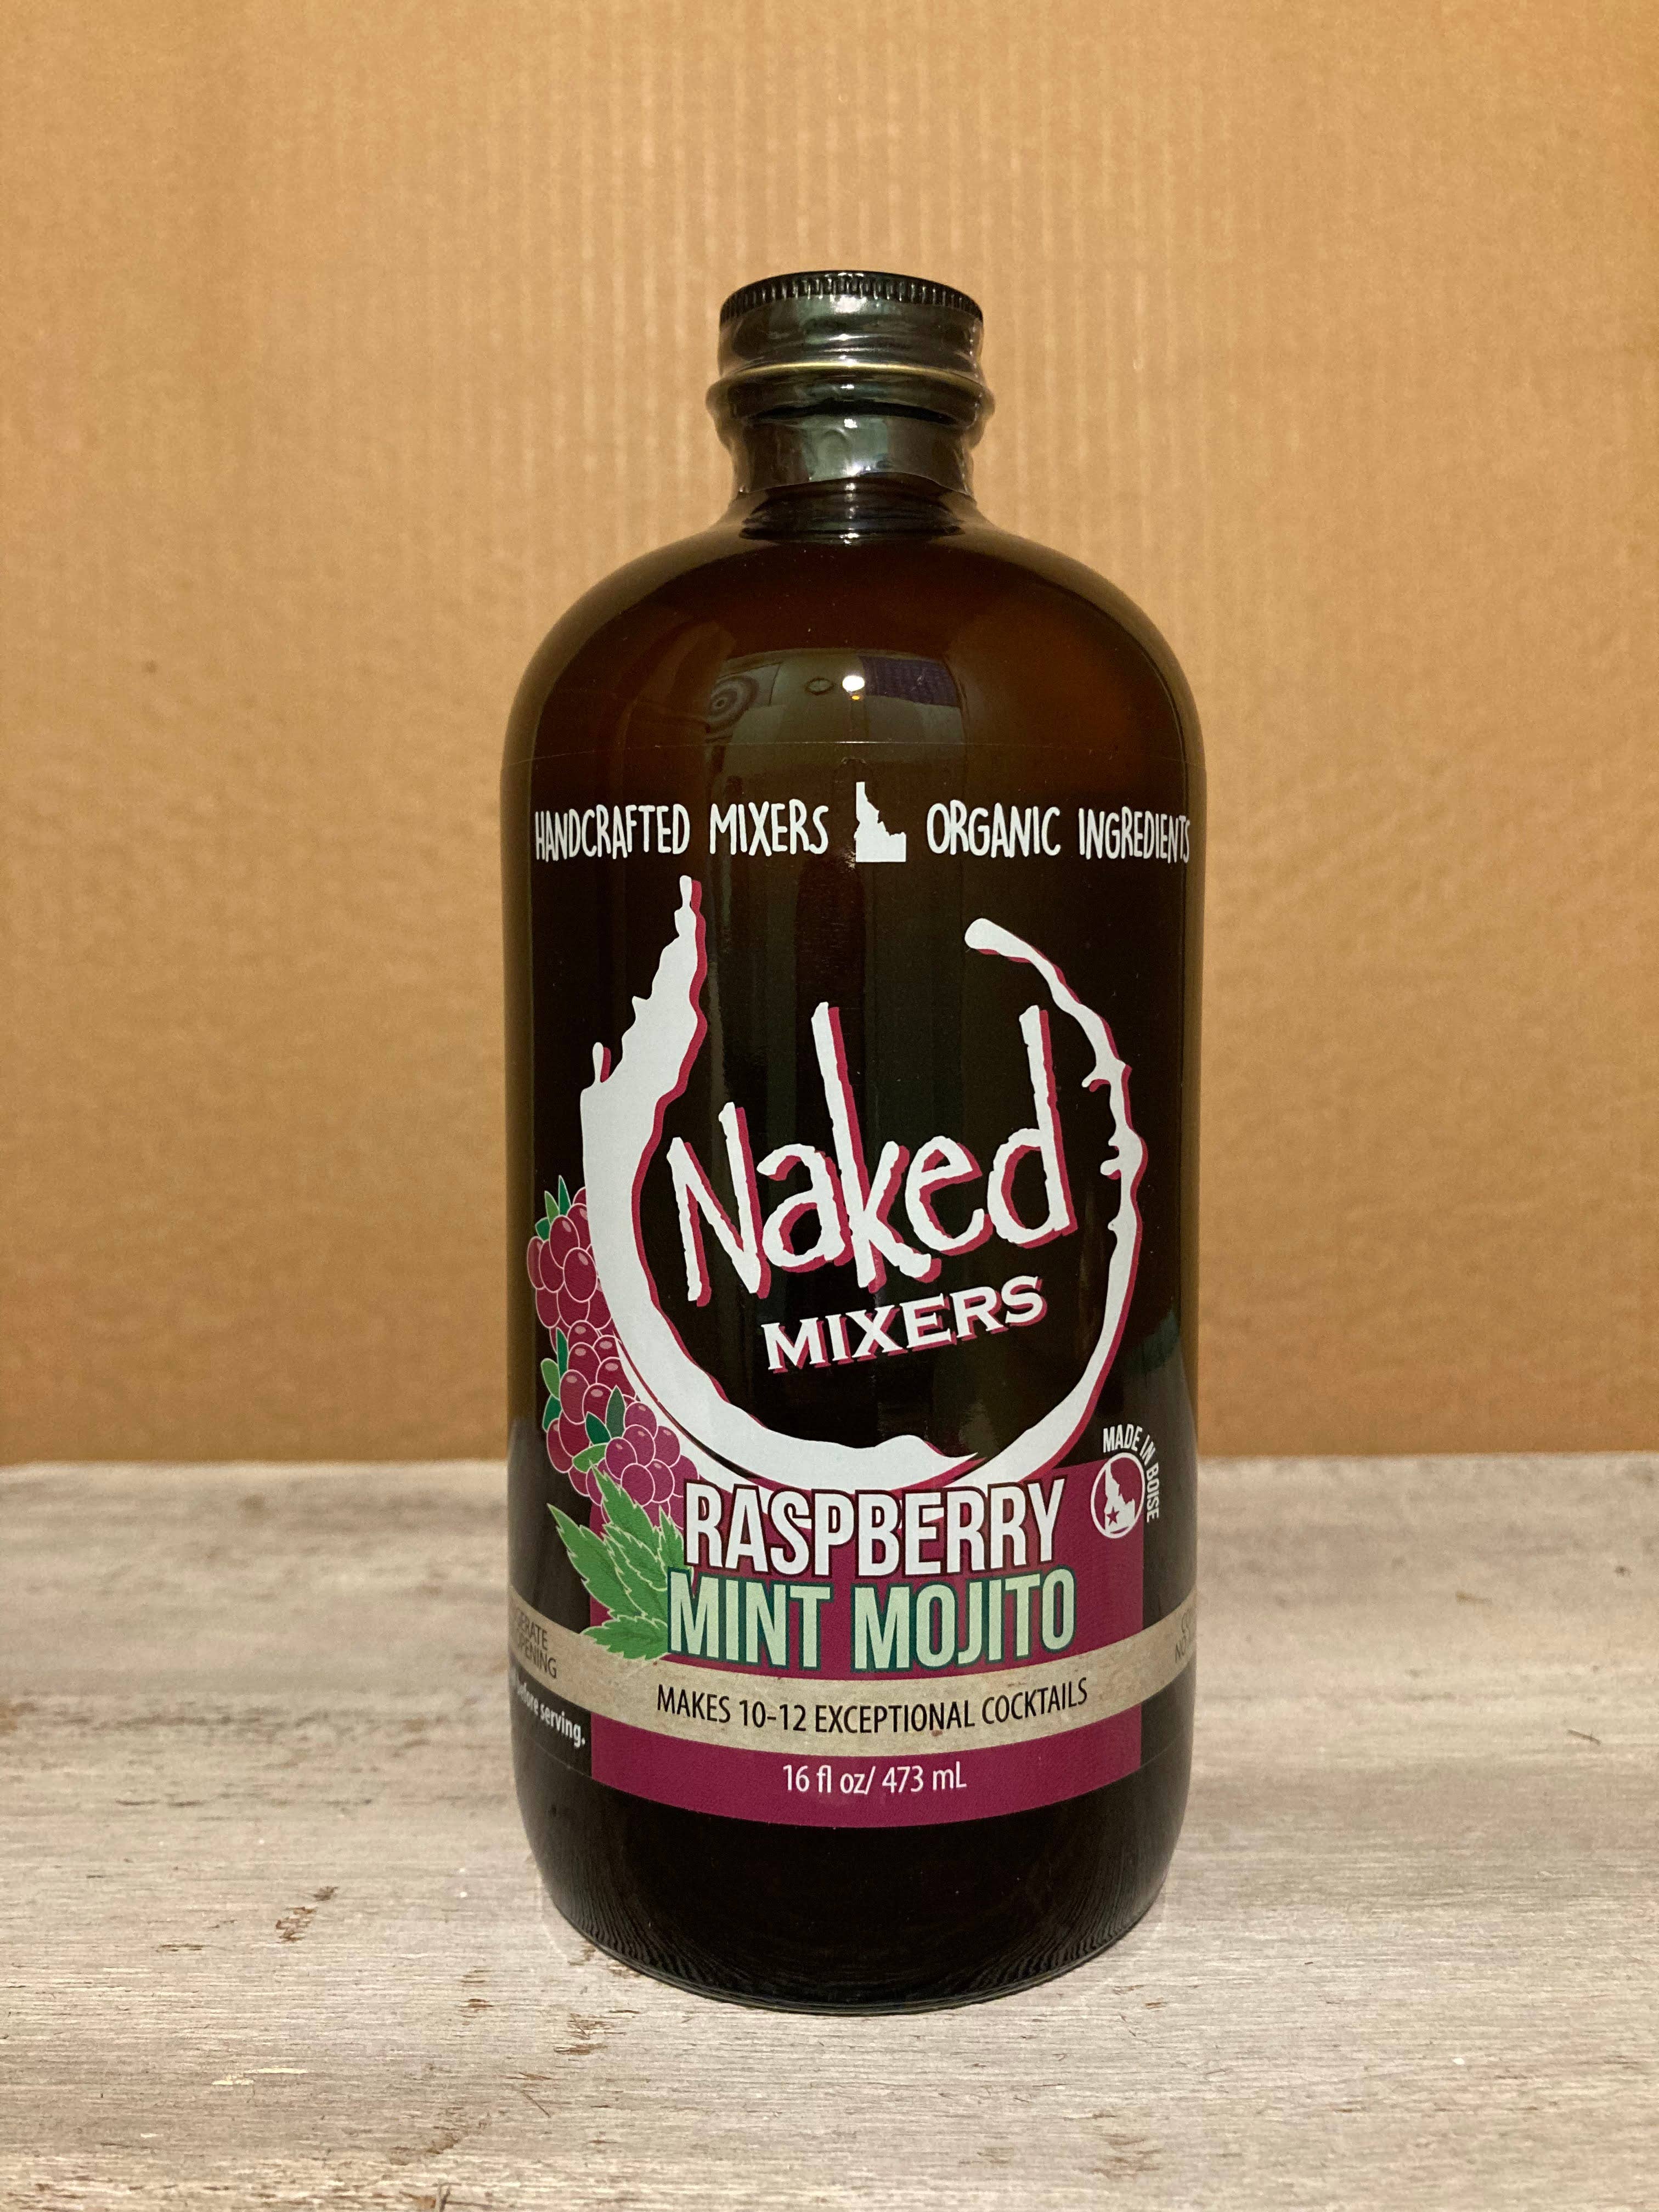 HANDCRAFTED MIXERS ORGANIC INGREDIENTS
Naked
MIXERS
MADE IN BOISE
RASPBERRY
MINT MOJITO
MAKES 10-12 EXCEPTIONAL COCKTAILS
before serving.
16 fl oz/ 473 mL